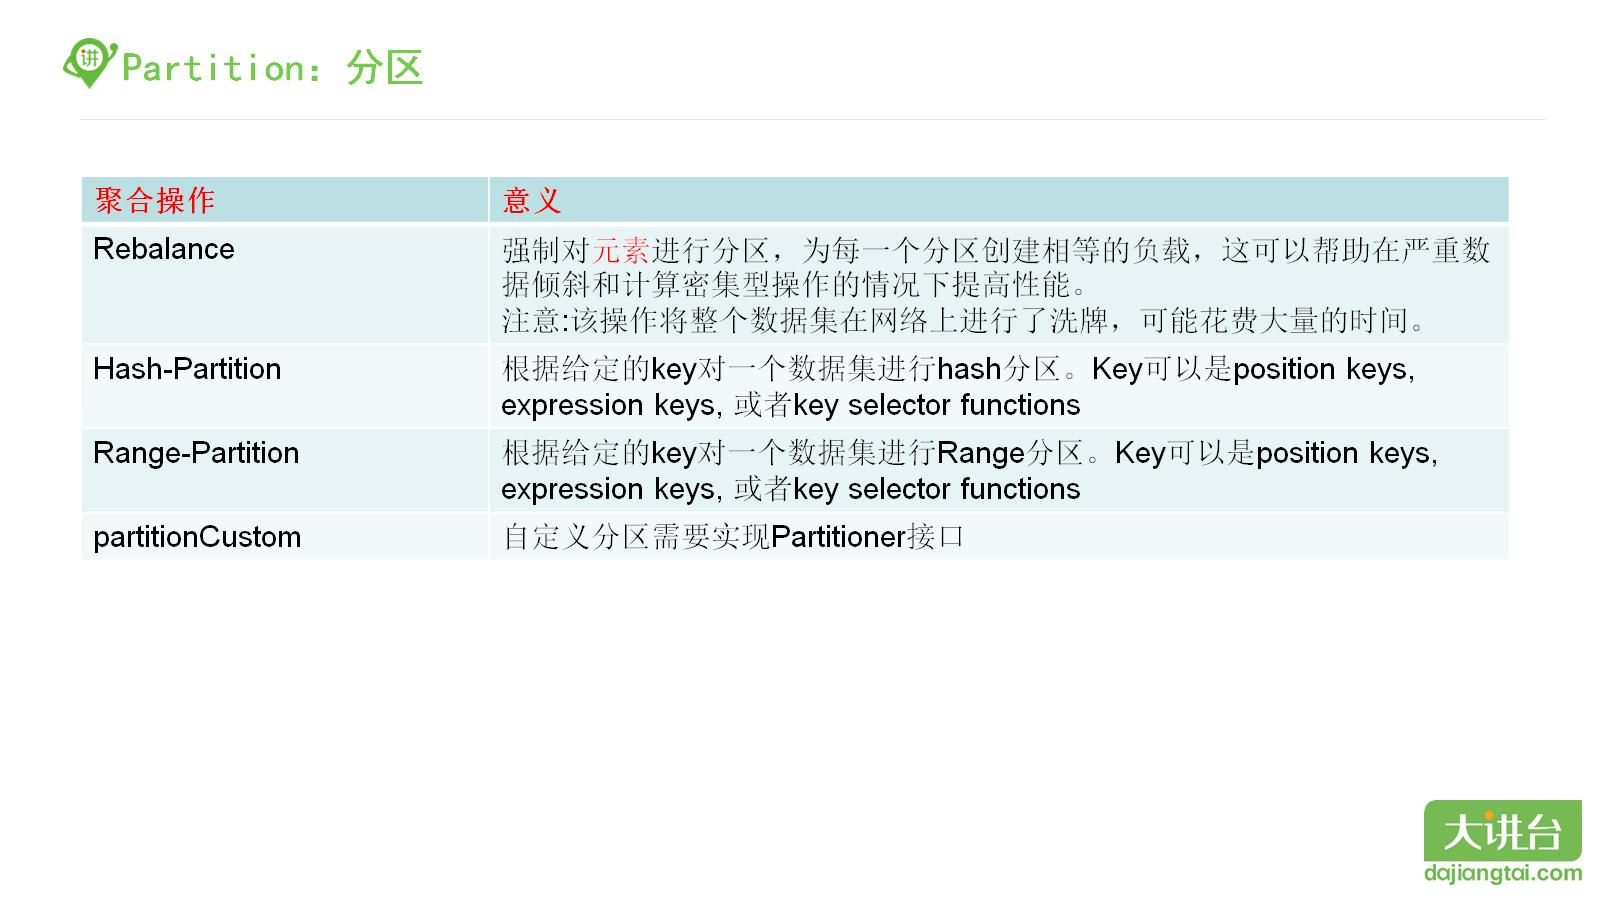 讲
Partition：分区
聚合操作
意义
Rebalance
强制对元素进行分区，为每一个分区创建相等的负载，这可以帮助在严重数
据倾斜和计算密集型操作的情况下提高性能。
注意:该操作将整个数据集在网络上进行了洗牌，可能花费大量的时间。
Hash-Partition
根据给定的key对一个数据集进行hash分区。Key可以是position keys,
expression keys, 或者key selector functions
Range-Partition
根据给定的key对一个数据集进行Range分区。Key可以是position keys,
expression keys, 或者key selector functions
partitionCustom
自定义分区需要实现Partitioner接口
大讲台
dajiangtai.com